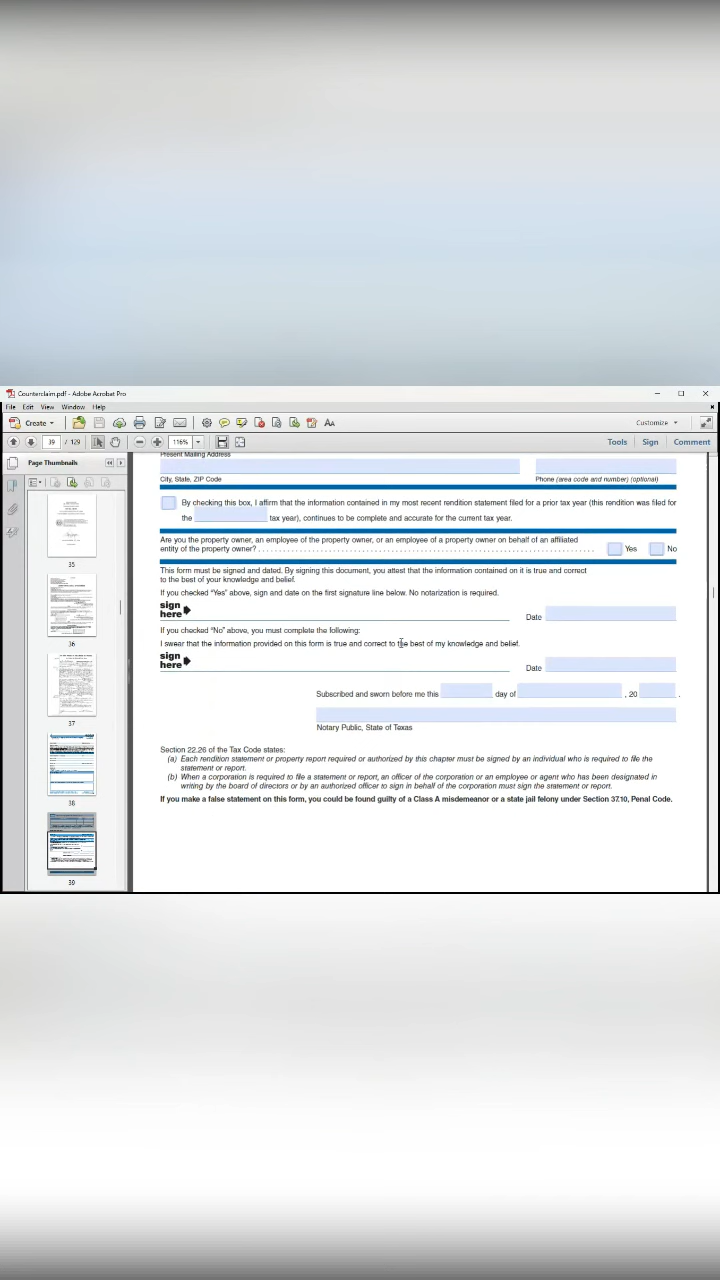 Counterclaim.pdf - Adobe Acrobat Pro
File Edit View Window Help
Create
Customize
39 / 129
116%
Tools Sign Comment
Page Thumbnails
35
36
37
38
39
Present Mailing Address
City, State, ZIP Code
Phone (area code and number) (optional)
By checking this box, I affirm that the information contained in my most recent rendition statement filed for a prior tax year (this rendition was filed for
the tax year), continues to be complete and accurate for the current tax year.
Are you the property owner, an employee of the property owner, or an employee of a property owner on behalf of an affiliated
entity of the property owner? . . . . . . . . . . . . . . . . . . . . . . . . . . . . . . . . . . . . . . . . . . . . . . . . . . . . . . . . . . . . Yes No
This form must be signed and dated. By signing this document, you attest that the information contained on it is true and correct
to the best of your knowledge and belief.
If you checked "Yes" above, sign and date on the first signature line below. No notarization is required.
sign
here
Date
If you checked "No" above, you must complete the following:
I swear that the information provided on this form is true and correct to the best of my knowledge and belief.
sign
here
Date
Subscribed and sworn before me this day of , 20 .
Notary Public, State of Texas
Section 22.26 of the Tax Code states:
(a) Each rendition statement or property report required or authorized by this chapter must be signed by an individual who is required to file the
statement or report.
(b) When a corporation is required to file a statement or report, an officer of the corporation or an employee or agent who has been designated in
writing by the board of directors or by an authorized officer to sign in behalf of the corporation must sign the statement or report.
If you make a false statement on this form, you could be found guilty of a Class A misdemeanor or a state jail felony under Section 37.10, Penal Code.